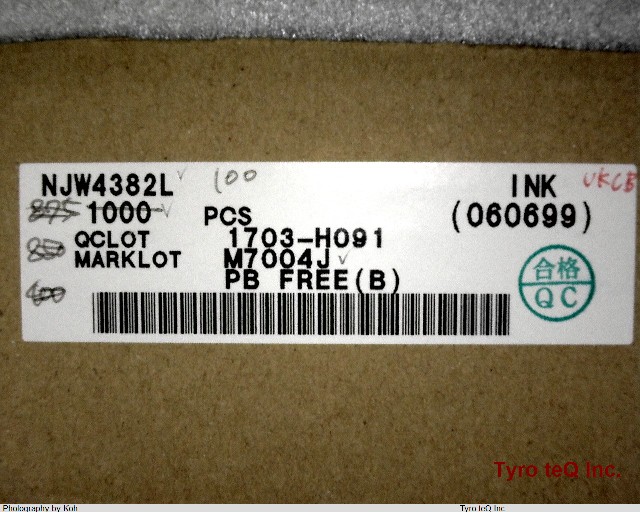 NJW4382L 100 INK UKCB
875 1000 PCS (060699)
850 QCLOT 1703-H091
MARKLOT M7004J
400 PB FREE(B)
合格
QC
Tyro teQ Inc.
Photography by Koh Tyro teQ Inc